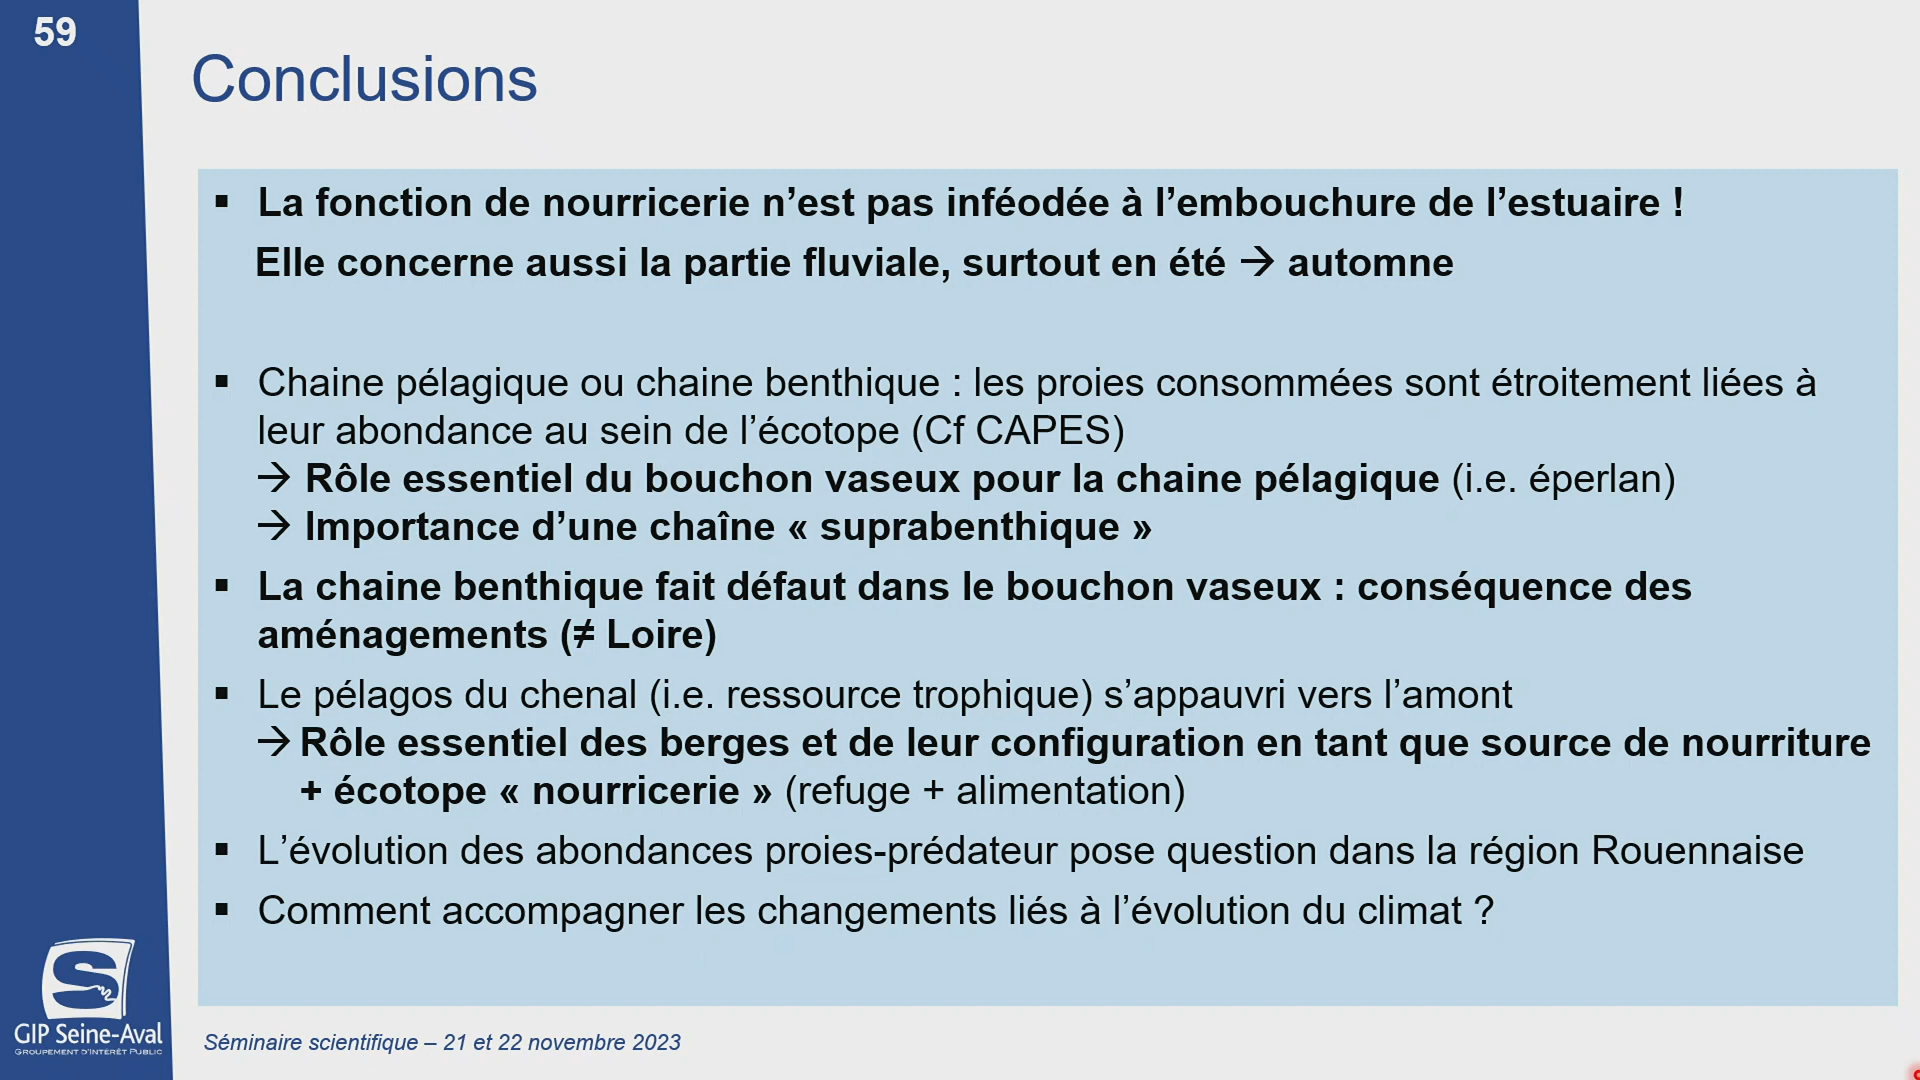 59
Conclusions
▪ La fonction de nourricerie n’est pas inféodée à l’embouchure de l’estuaire !
Elle concerne aussi la partie fluviale, surtout en été → automne
▪ Chaine pélagique ou chaine benthique : les proies consommées sont étroitement liées à
leur abondance au sein de l’écotope (Cf CAPES)
→ Rôle essentiel du bouchon vaseux pour la chaine pélagique (i.e. éperlan)
→ Importance d’une chaîne « suprabenthique »
▪ La chaine benthique fait défaut dans le bouchon vaseux : conséquence des
aménagements (≠ Loire)
▪ Le pélagos du chenal (i.e. ressource trophique) s’appauvri vers l’amont
→ Rôle essentiel des berges et de leur configuration en tant que source de nourriture
+ écotope « nourricerie » (refuge + alimentation)
▪ L’évolution des abondances proies-prédateur pose question dans la région Rouennaise
▪ Comment accompagner les changements liés à l’évolution du climat ?
S
GIP Seine-Aval
GROUPEMENT D’INTÉRÊT PUBLIC
Séminaire scientifique – 21 et 22 novembre 2023